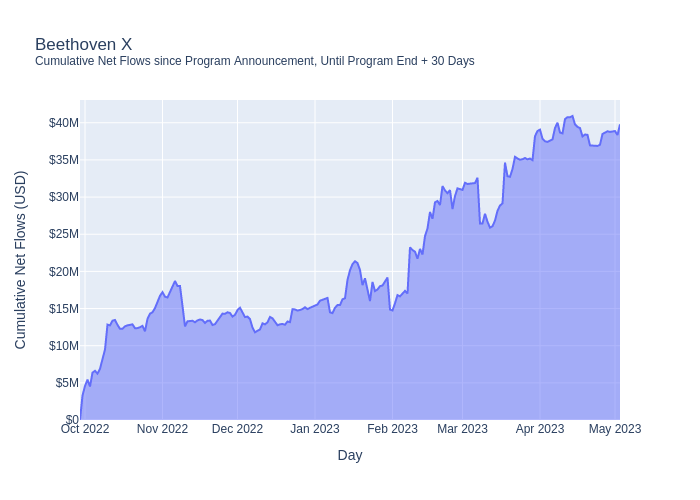 Beethoven X
Cumulative Net Flows since Program Announcement, Until Program End + 30 Days
Cumulative Net Flows (USD)
$40M
$35M
$30M
$25M
$20M
$15M
$10M
$5M
$0
Oct 2022 Nov 2022 Dec 2022 Jan 2023 Feb 2023 Mar 2023 Apr 2023 May 2023
Day